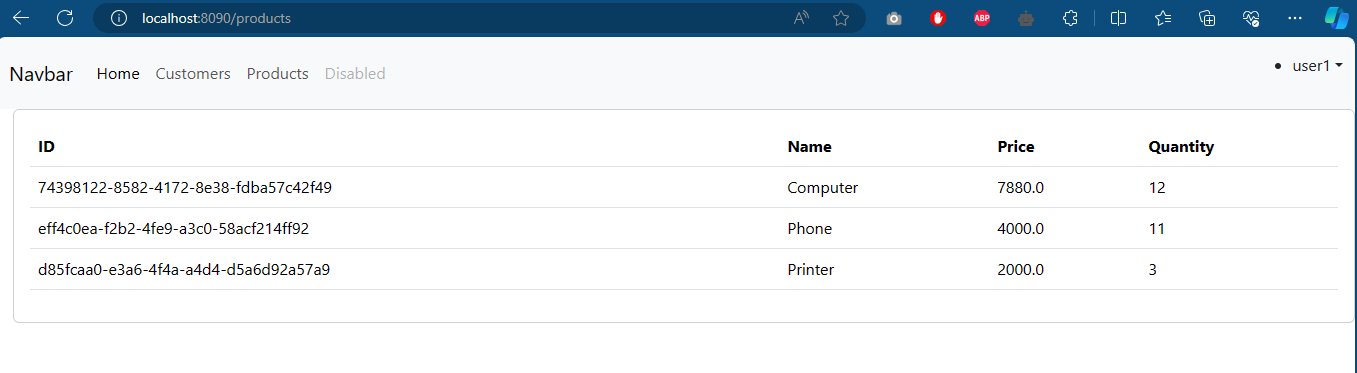 localhost:8090/products
A
ABP
Navbar Home Customers Products Disabled
• user1
ID Name Price Quantity
74398122-8582-4172-8e38-fdba57c42f49 Computer 7880.0 12
eff4c0ea-f2b2-4fe9-a3c0-58acf214ff92 Phone 4000.0 11
d85fcaa0-e3a6-4f4a-a4d4-d5a6d92a57a9 Printer 2000.0 3